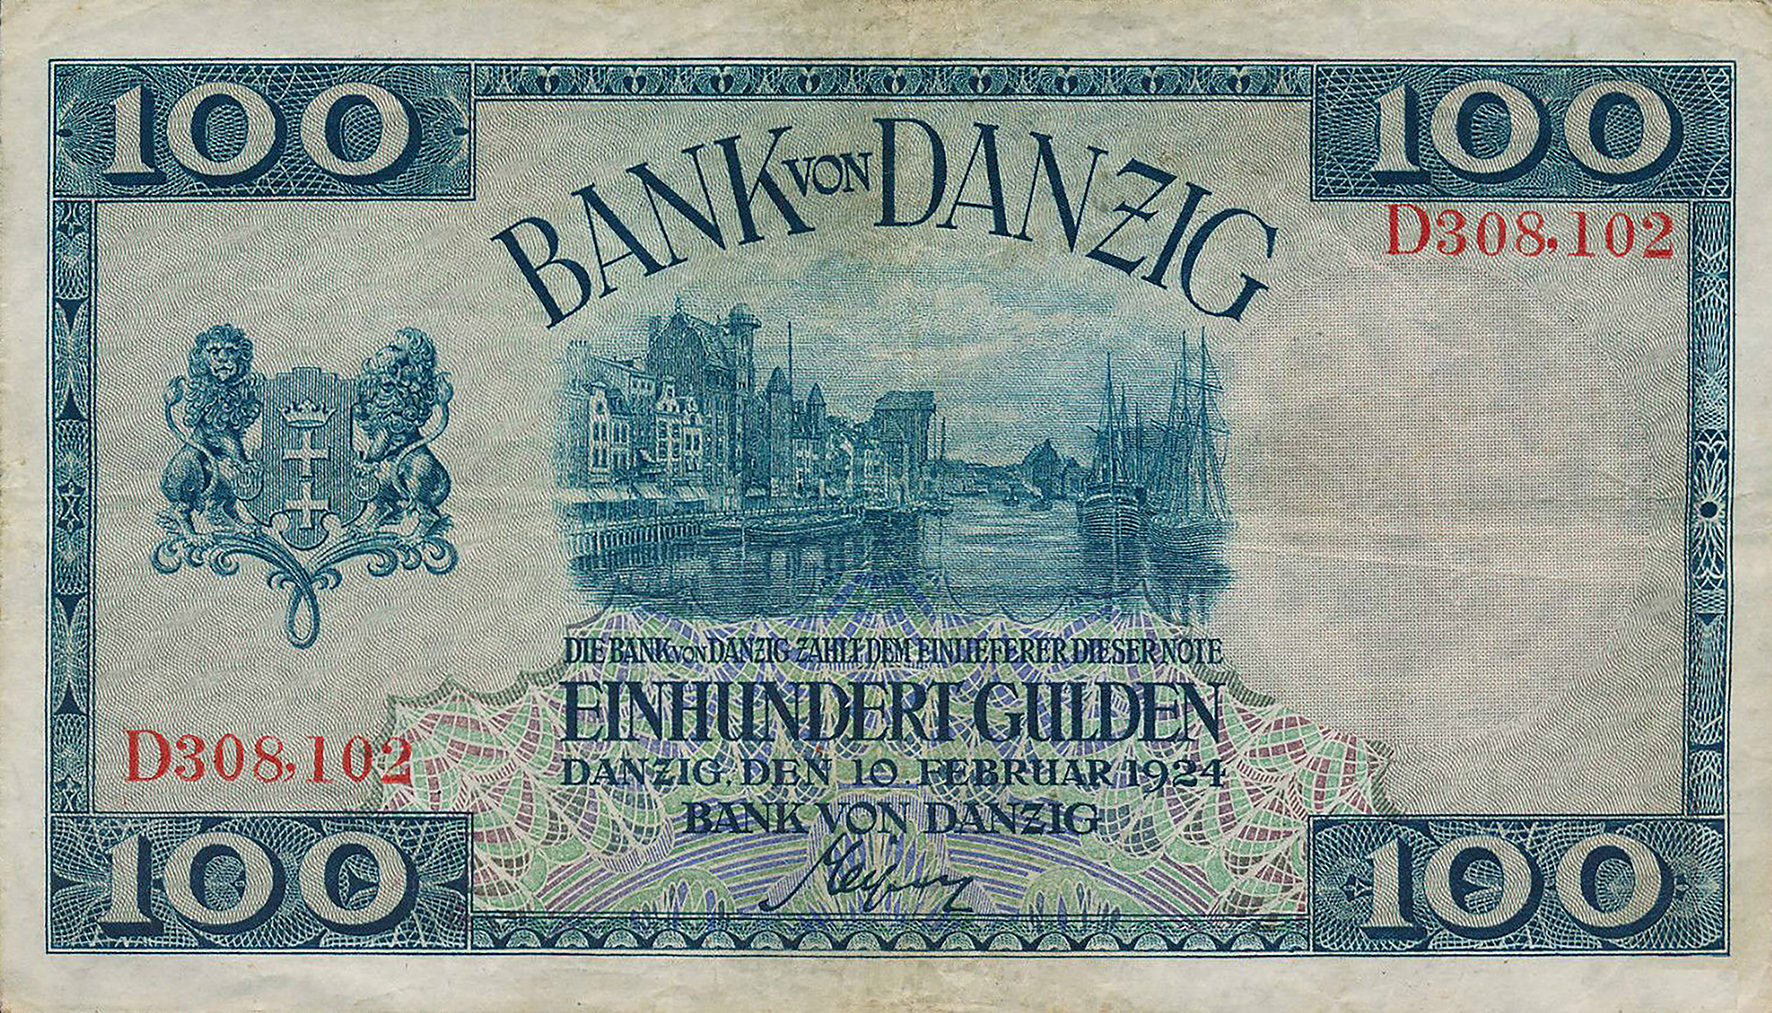 100
100
BANK VON DANZIG
D308,102
DIE BANK VON DANZIG ZAHLT DEM EINLIEFERER DIESER NOTE
EINHUNDERT GULDEN
D308,102
DANZIG, DEN 10. FEBRUAR 1924
BANK VON DANZIG
100
100